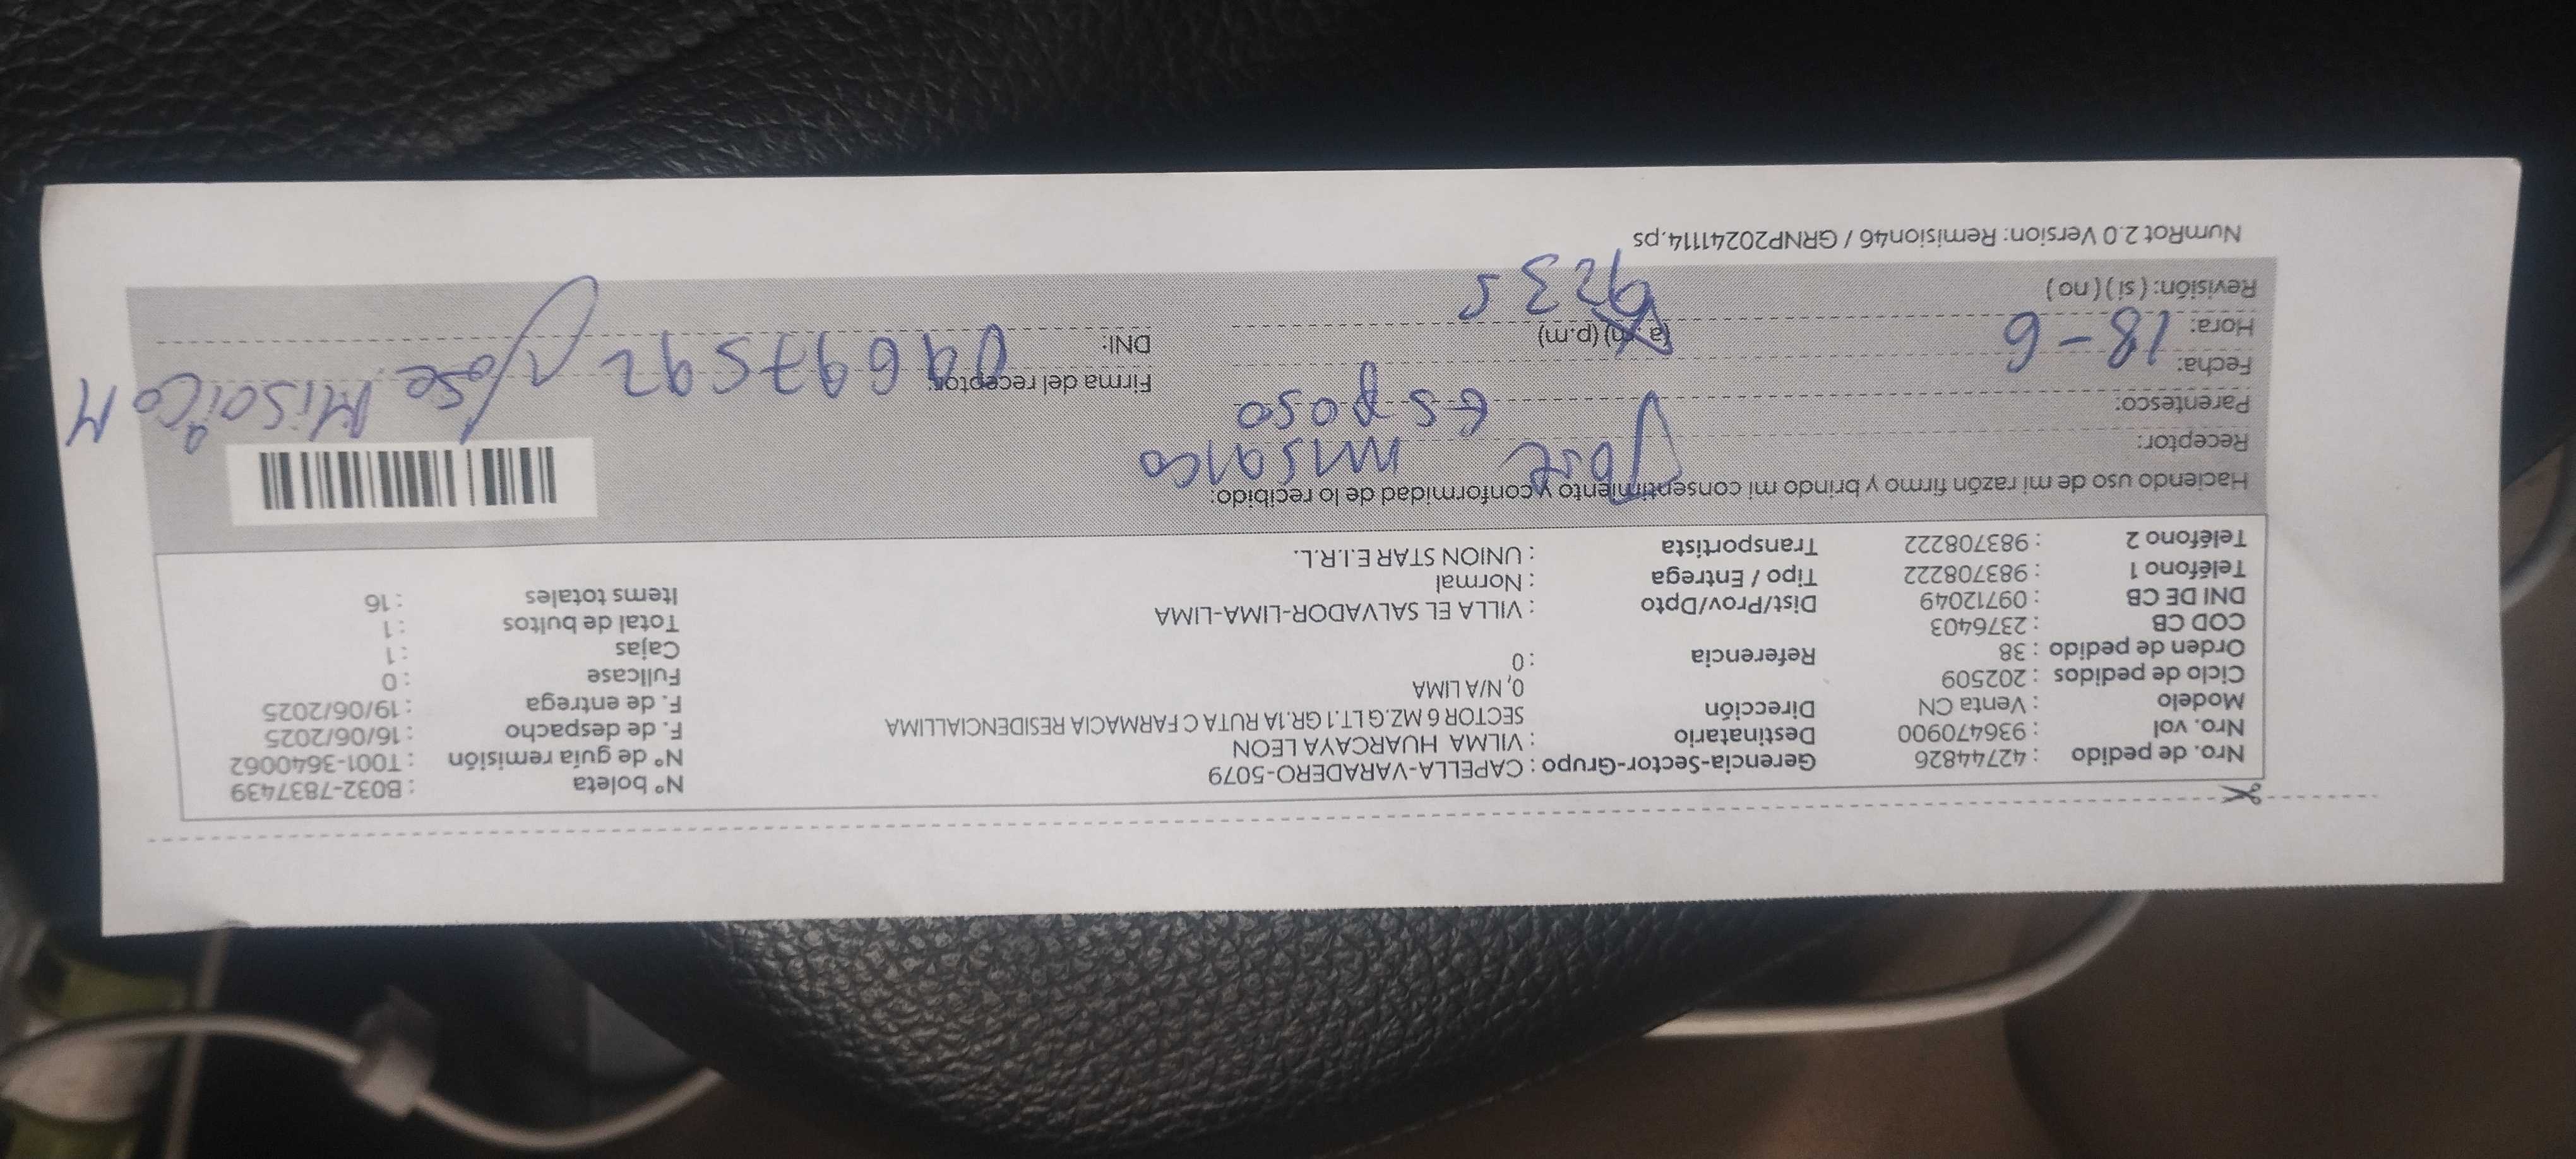 Nro. de pedido : 42744826 Gerencia-Sector-Grupo : CAPELLA-VARADERO-5079 N° boleta : B032-7837439
Nro. vol : 936470900 Destinatario : VILMA HUARCAYA LEON N° de guía remisión : T001-3640062
Modelo : Venta CN Dirección SECTOR 6 MZ.G LT.1 GR.1A RUTA C FARMACIA RESIDENCIALLIMA F. de despacho : 16/06/2025
Ciclo de pedidos : 202509 0, N/A LIMA F. de entrega : 19/06/2025
Orden de pedido : 38 Referencia : 0 Fullcase : 0
COD CB : 2376403 Cajas : 1
DNI DE CB : 09712049 Dist/Prov/Dpto : VILLA EL SALVADOR-LIMA-LIMA Total de bultos : 1
Teléfono 1 : 983708222 Tipo / Entrega : Normal Items totales : 16
Teléfono 2 : 983708222 Transportista : UNION STAR E.I.R.L.
Haciendo uso de mi razón firmo y brindo mi consentimiento y conformidad de lo recibido:
Receptor: Jose misaico
Parentesco: Esposo Firma del receptor: Jose Misaico M
Fecha: 18-6 DNI: 09697592
Hora: (a.m) (p.m) 9235
Revisión: ( si ) ( no )
NumRot 2.0 Version: Remision46 / GRNP20241114.ps